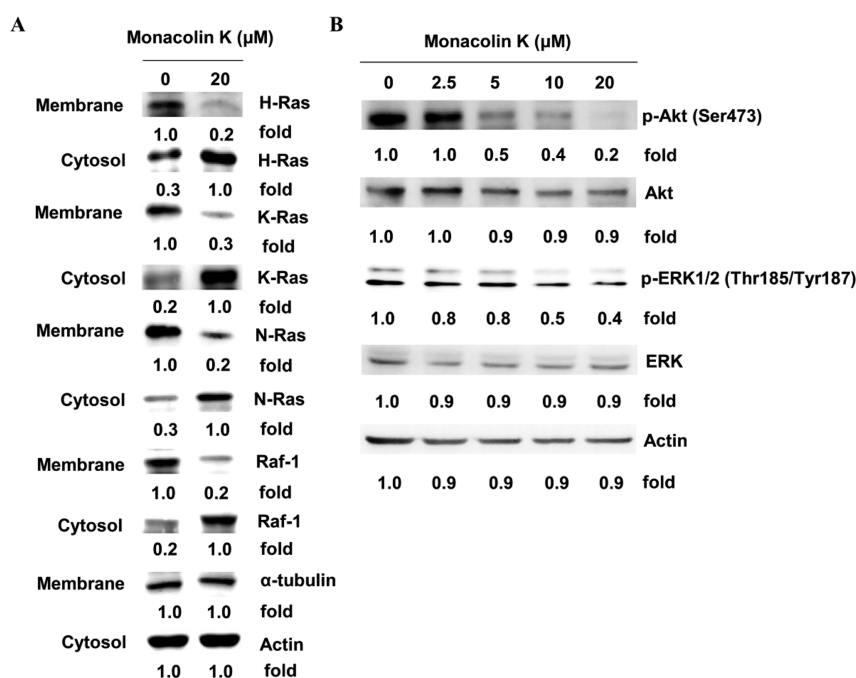 A
Monacolin K (μM)
0 20
Membrane H-Ras
1.0 0.2 fold
Cytosol H-Ras
0.3 1.0 fold
Membrane K-Ras
1.0 0.3 fold
Cytosol K-Ras
0.2 1.0 fold
Membrane N-Ras
1.0 0.2 fold
Cytosol N-Ras
0.3 1.0 fold
Membrane Raf-1
1.0 0.2 fold
Cytosol Raf-1
0.2 1.0 fold
Membrane α-tubulin
1.0 1.0 fold
Cytosol Actin
1.0 1.0 fold
B
Monacolin K (μM)
0 2.5 5 10 20
p-Akt (Ser473)
1.0 1.0 0.5 0.4 0.2 fold
Akt
1.0 1.0 0.9 0.9 0.9 fold
p-ERK1/2 (Thr185/Tyr187)
1.0 0.8 0.8 0.5 0.4 fold
ERK
1.0 0.9 0.9 0.9 0.9 fold
Actin
1.0 0.9 0.9 0.9 0.9 fold